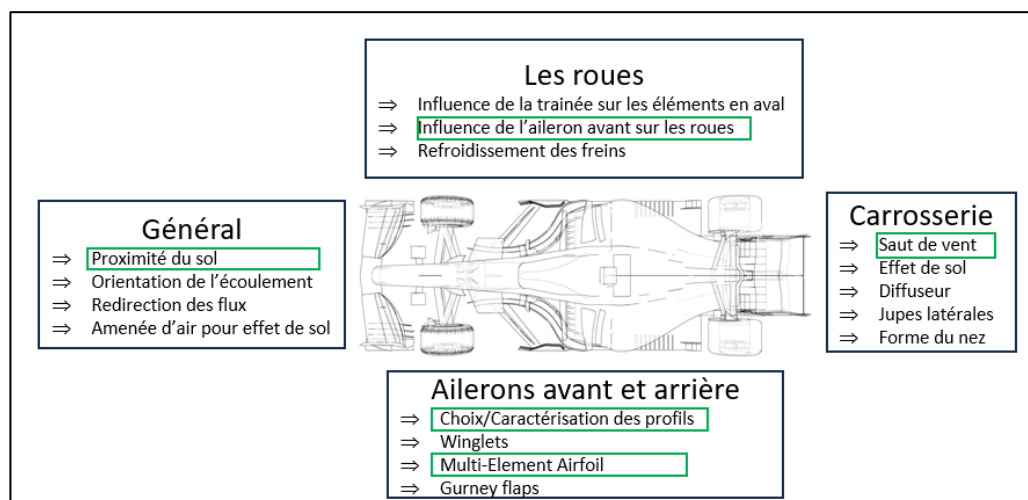 Les roues
⇒ Influence de la trainée sur les éléments en aval
⇒ Influence de l'aileron avant sur les roues
⇒ Refroidissement des freins
Général
⇒ Proximité du sol
⇒ Orientation de l'écoulement
⇒ Redirection des flux
⇒ Amenée d'air pour effet de sol
Carrosserie
⇒ Saut de vent
⇒ Effet de sol
⇒ Diffuseur
⇒ Jupes latérales
⇒ Forme du nez
Ailerons avant et arrière
⇒ Choix/Caractérisation des profils
⇒ Winglets
⇒ Multi-Element Airfoil
⇒ Gurney flaps